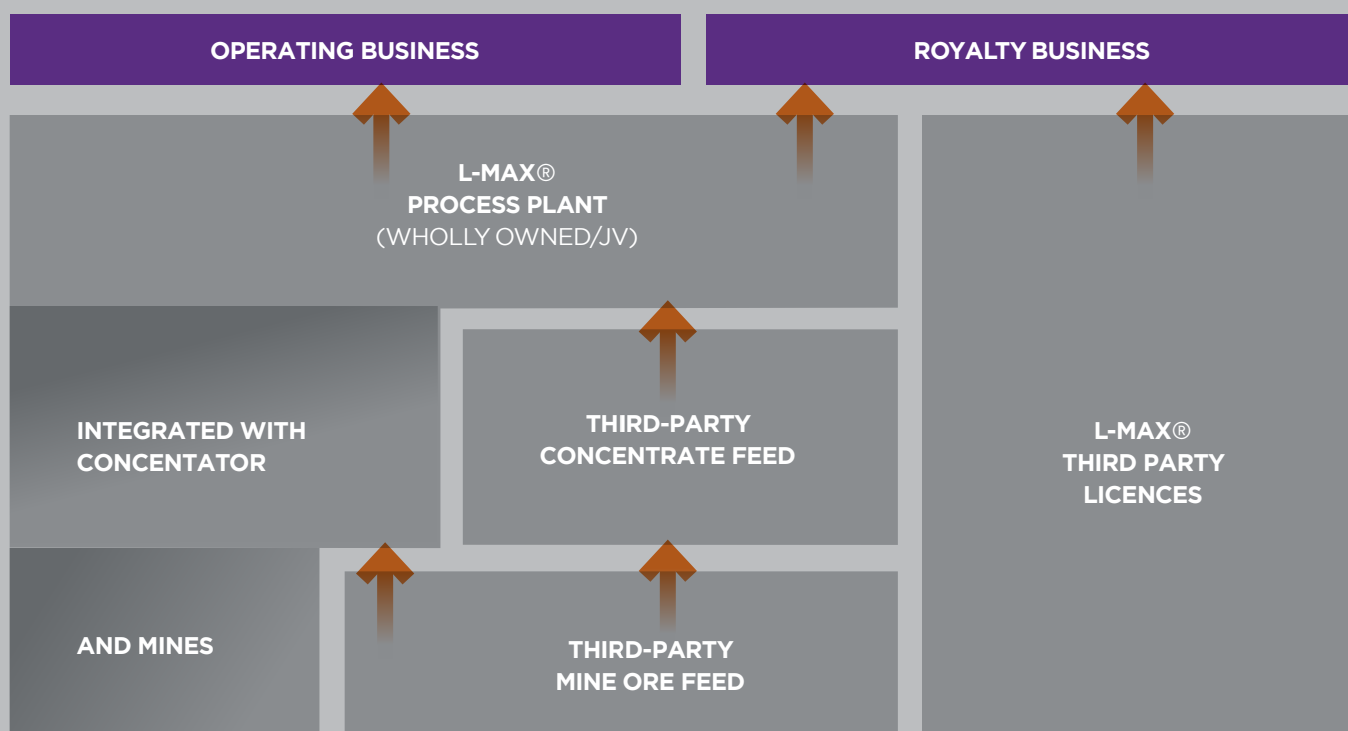 OPERATING BUSINESS
ROYALTY BUSINESS
L-MAX®
PROCESS PLANT
(WHOLLY OWNED/JV)
INTEGRATED WITH
CONCENTATOR
THIRD-PARTY
CONCENTRATE FEED
L-MAX®
THIRD PARTY
LICENCES
AND MINES
THIRD-PARTY
MINE ORE FEED